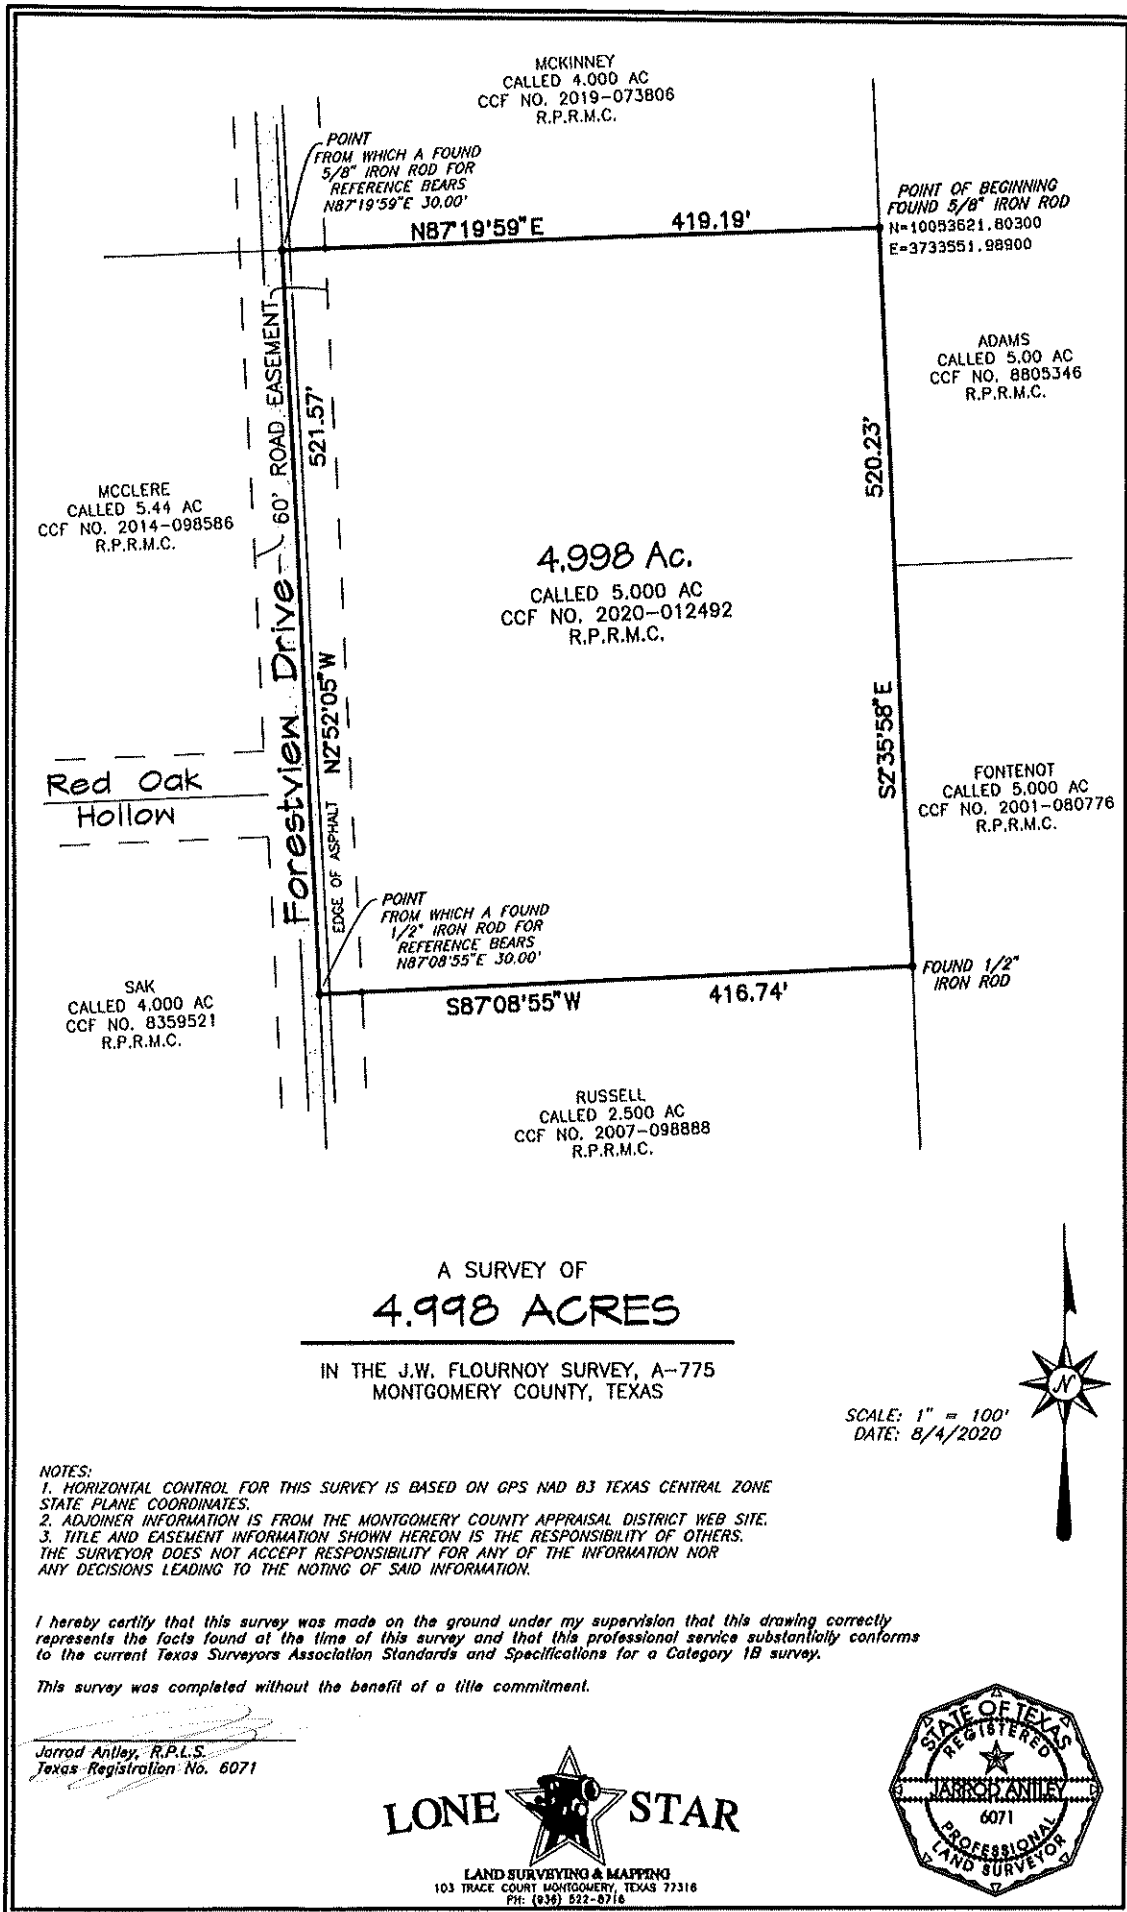 MCKINNEY
CALLED 4.000 AC
CCF NO. 2019-073806
R.P.R.M.C.
POINT
FROM WHICH A FOUND
5/8" IRON ROD FOR
REFERENCE BEARS
N87°19'59"E 30.00'
POINT OF BEGINNING
FOUND 5/8" IRON ROD
N=10053621.80300
E=3733551.98900
N87°19'59"E
419.19'
ADAMS
CALLED 5.00 AC
CCF NO. 8805346
R.P.R.M.C.
60' ROAD EASEMENT
521.57'
520.23'
MCCLERE
CALLED 5.44 AC
CCF NO. 2014-098586
R.P.R.M.C.
4.998 Ac.
CALLED 5.000 AC
CCF NO. 2020-012492
R.P.R.M.C.
Forestview Drive
N2°52'05"W
S2°35'58"E
Red Oak
Hollow
FONTENOT
CALLED 5.000 AC
CCF NO. 2001-080776
R.P.R.M.C.
EDGE OF ASPHALT
POINT
FROM WHICH A FOUND
1/2" IRON ROD FOR
REFERENCE BEARS
N87°08'55"E 30.00'
FOUND 1/2"
IRON ROD
S87°08'55"W
416.74'
SAK
CALLED 4.000 AC
CCF NO. 8359521
R.P.R.M.C.
RUSSELL
CALLED 2.500 AC
CCF NO. 2007-098888
R.P.R.M.C.
A SURVEY OF
4.998 ACRES
IN THE J.W. FLOURNOY SURVEY, A-775
MONTGOMERY COUNTY, TEXAS
N
SCALE: 1" = 100'
DATE: 8/4/2020
NOTES:
1. HORIZONTAL CONTROL FOR THIS SURVEY IS BASED ON GPS NAD 83 TEXAS CENTRAL ZONE
STATE PLANE COORDINATES.
2. ADJOINER INFORMATION IS FROM THE MONTGOMERY COUNTY APPRAISAL DISTRICT WEB SITE.
3. TITLE AND EASEMENT INFORMATION SHOWN HEREON IS THE RESPONSIBILITY OF OTHERS.
THE SURVEYOR DOES NOT ACCEPT RESPONSIBILITY FOR ANY OF THE INFORMATION NOR
ANY DECISIONS LEADING TO THE NOTING OF SAID INFORMATION.
I hereby certify that this survey was made on the ground under my supervision that this drawing correctly
represents the facts found at the time of this survey and that this professional service substantially conforms
to the current Texas Surveyors Association Standards and Specifications for a Category 1B survey.
This survey was completed without the benefit of a title commitment.
Jarrod Antley, R.P.L.S.
Texas Registration No. 6071
LONE STAR
LAND SURVEYING & MAPPING
103 TRACE COURT MONTGOMERY, TEXAS 77316
PH: (936) 522-8716
STATE OF TEXAS
REGISTERED
JARROD ANTLEY
6071
PROFESSIONAL
LAND SURVEYOR